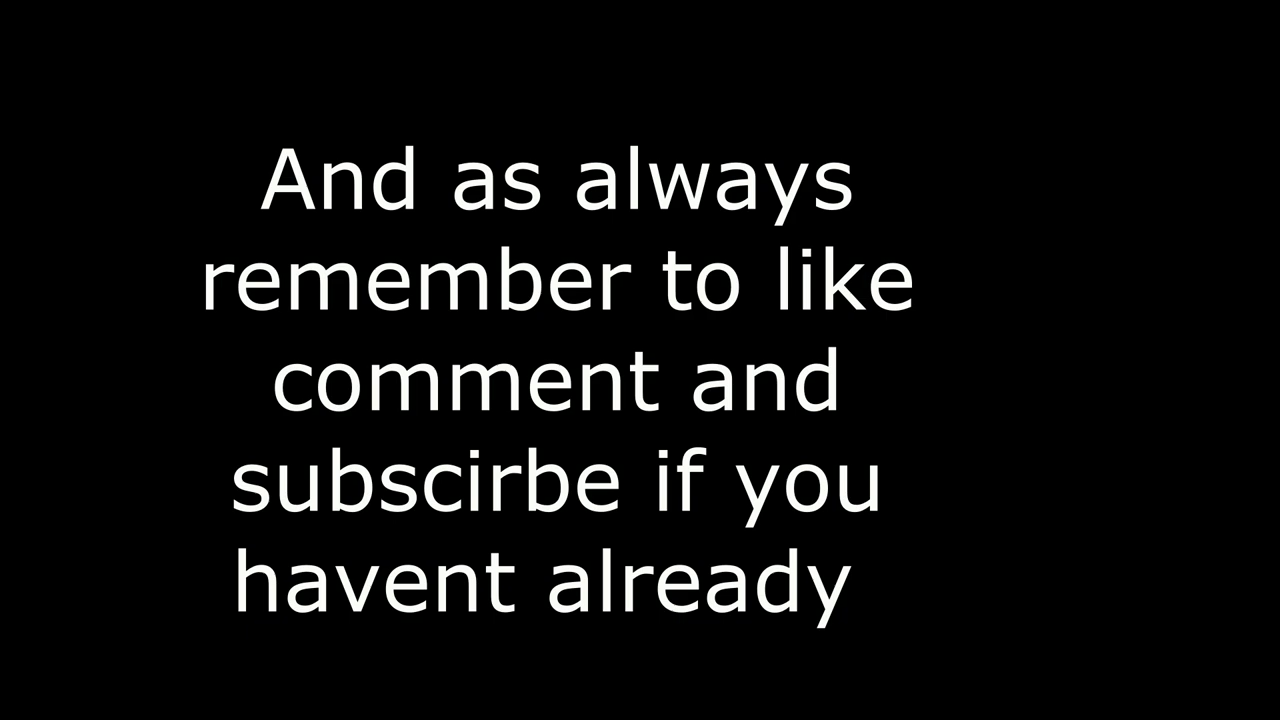 And as always
remember to like
comment and
subscirbe if you
havent already